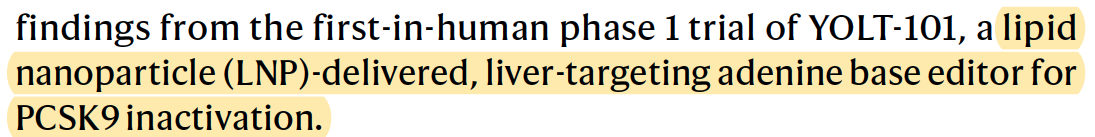 findings from the first-in-human phase 1 trial of YOLT-101, a lipid
nanoparticle (LNP)-delivered, liver-targeting adenine base editor for
PCSK9 inactivation.